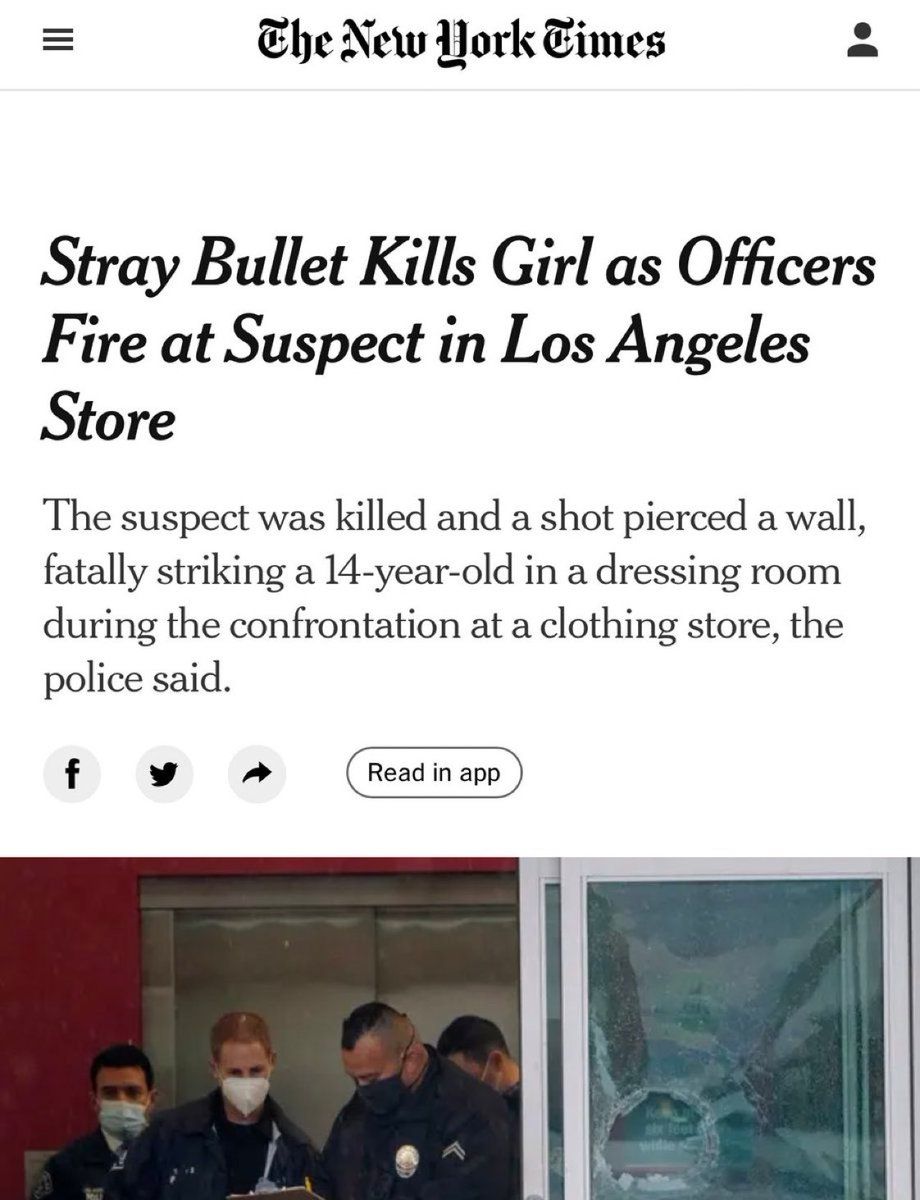 The New York Times
Stray Bullet Kills Girl as Officers
Fire at Suspect in Los Angeles
Store
The suspect was killed and a shot pierced a wall,
fatally striking a 14-year-old in a dressing room
during the confrontation at a clothing store, the
police said.
Read in app
six feet